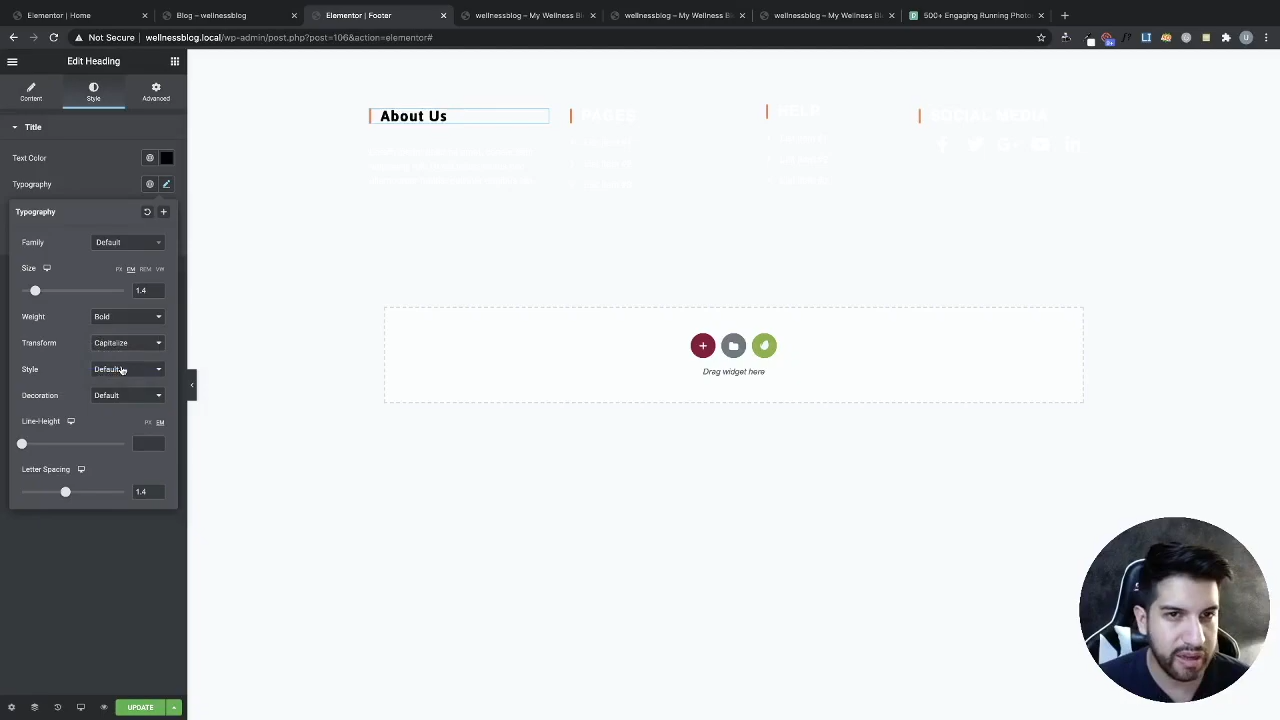 Elementor | Home
Blog – wellnessblog
Elementor | Footer
wellnessblog – My Wellness Bl
wellnessblog – My Wellness Bl
wellnessblog – My Wellness Bl
500+ Engaging Running Photo
Not Secure | wellnessblog.local/wp-admin/post.php?post=106&action=elementor#
U
Edit Heading
Content
Style
Advanced
Title
Text Color
Typography
Typography
Family
Default
Size
PX EM REM VW
1.4
Weight
Bold
Transform
Capitalize
Style
Default
Decoration
Default
Line-Height
PX EM
Letter Spacing
1.4
UPDATE
About Us
PAGES
HELP
SOCIAL MEDIA
Drag widget here